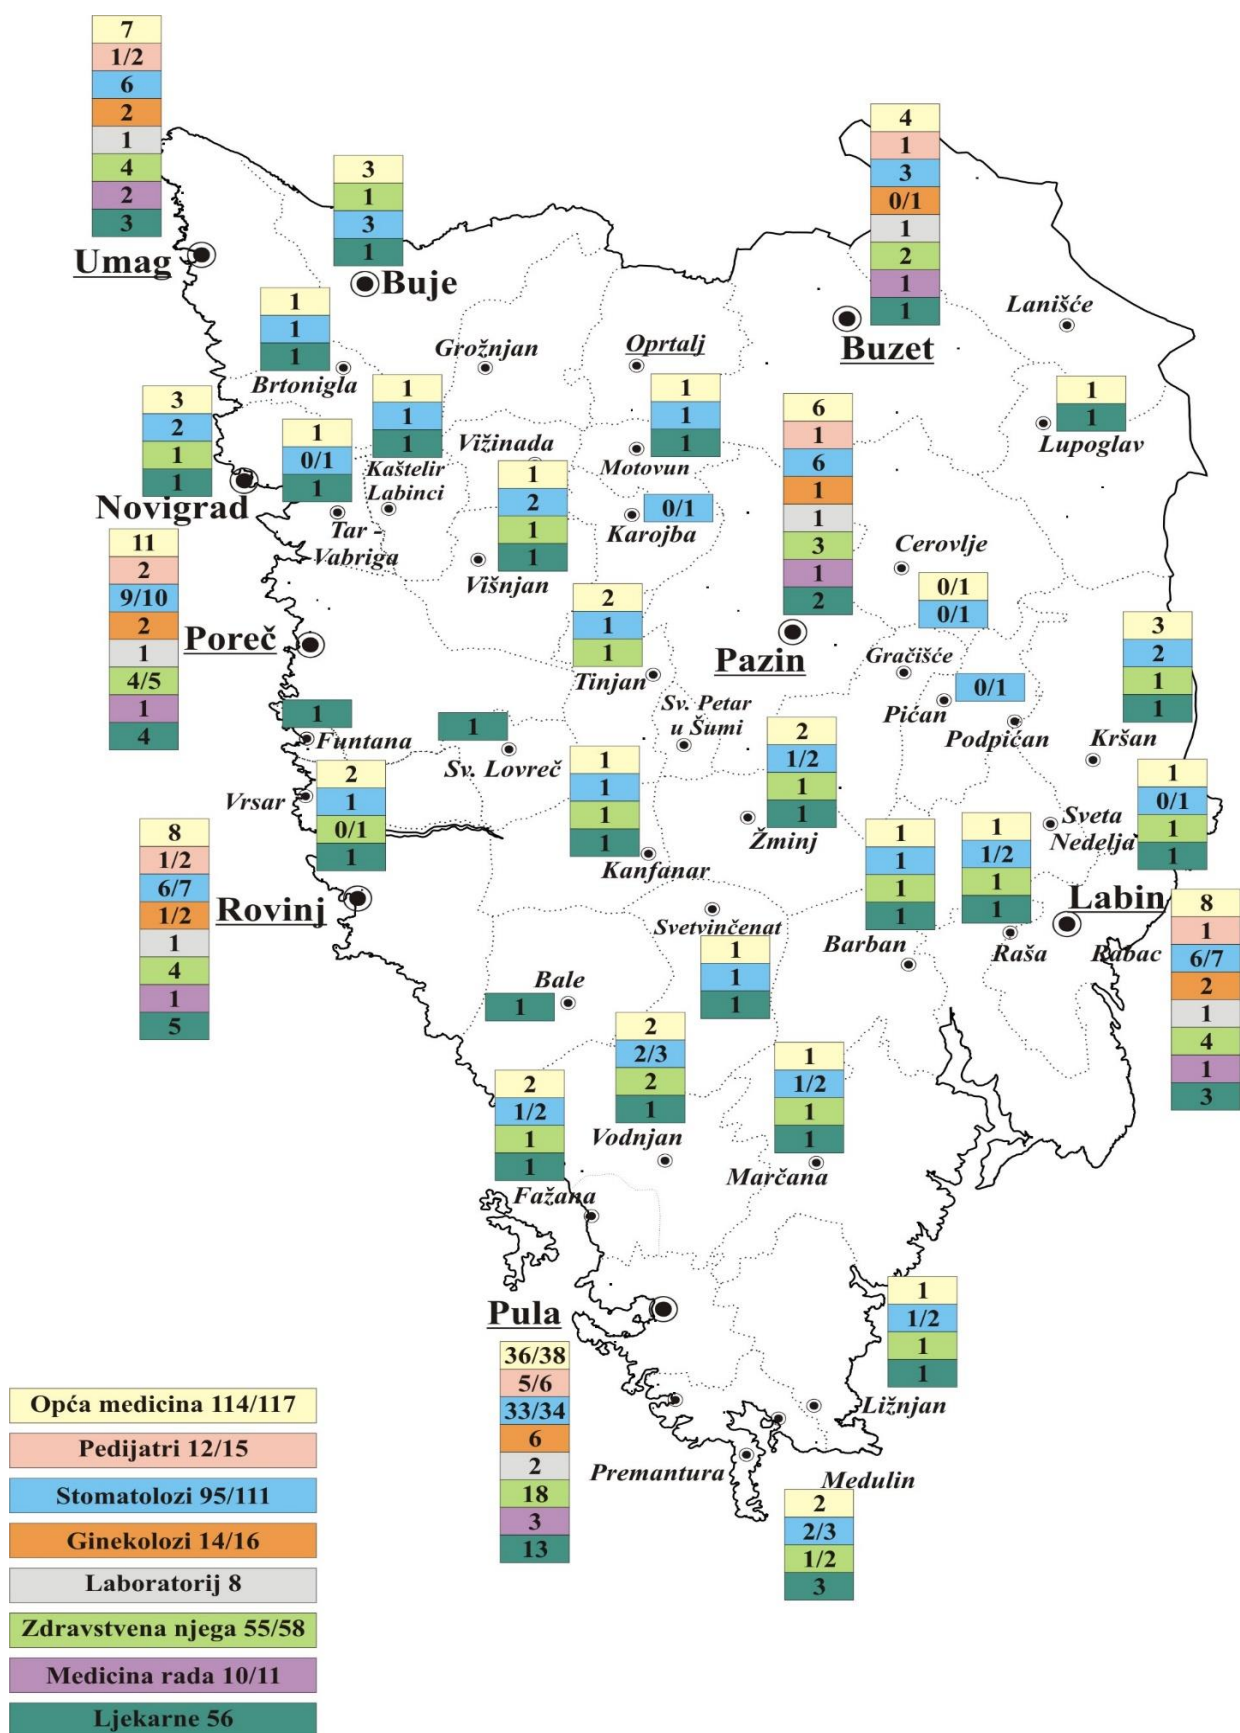 7
1/2
6
2
1
4
2
3
Umag
3
1
3
1
Buje
4
1
3
0/1
1
2
1
1
Buzet
Lanišće
1
1
1
Brtonigla
Grožnjan
Oprtalj
1
1
Lupoglav
3
2
1
1
Novigrad
1
0/1
1
Tar -
Vabriga
1
1
1
Kaštelir
Labinci
Vižinada
1
2
1
1
Višnjan
1
1
1
Motovun
0/1
Karojba
6
1
6
1
1
3
1
2
Pazin
Cerovlje
0/1
0/1
Gračišće
11
2
9/10
2
1
4/5
1
4
Poreč
2
1
1
Tinjan
Sv. Petar
u Šumi
0/1
Pićan
Podpićan
3
2
1
1
Kršan
1
Funtana
1
Sv. Lovreč
Vrsar
2
1
0/1
1
1
1
1
1
Kanfanar
2
1/2
1
1
Žminj
1
0/1
1
1
Sveta
Nedelja
8
1/2
6/7
1/2
1
4
1
5
Rovinj
1
1
1
1
Barban
1
1/2
1
1
Raša
Labin
Rabac
8
1
6/7
2
1
4
1
3
Svetvinčenat
1
1
1
Bale
1
2
2/3
2
1
Vodnjan
1
1/2
1
1
Marčana
2
1/2
1
1
Fažana
Pula
36/38
5/6
33/34
6
2
18
3
13
1
1/2
1
1
Ližnjan
Premantura
Medulin
2
2/3
1/2
3
Opća medicina 114/117
Pedijatri 12/15
Stomatolozi 95/111
Ginekolozi 14/16
Laboratorij 8
Zdravstvena njega 55/58
Medicina rada 10/11
Ljekarne 56